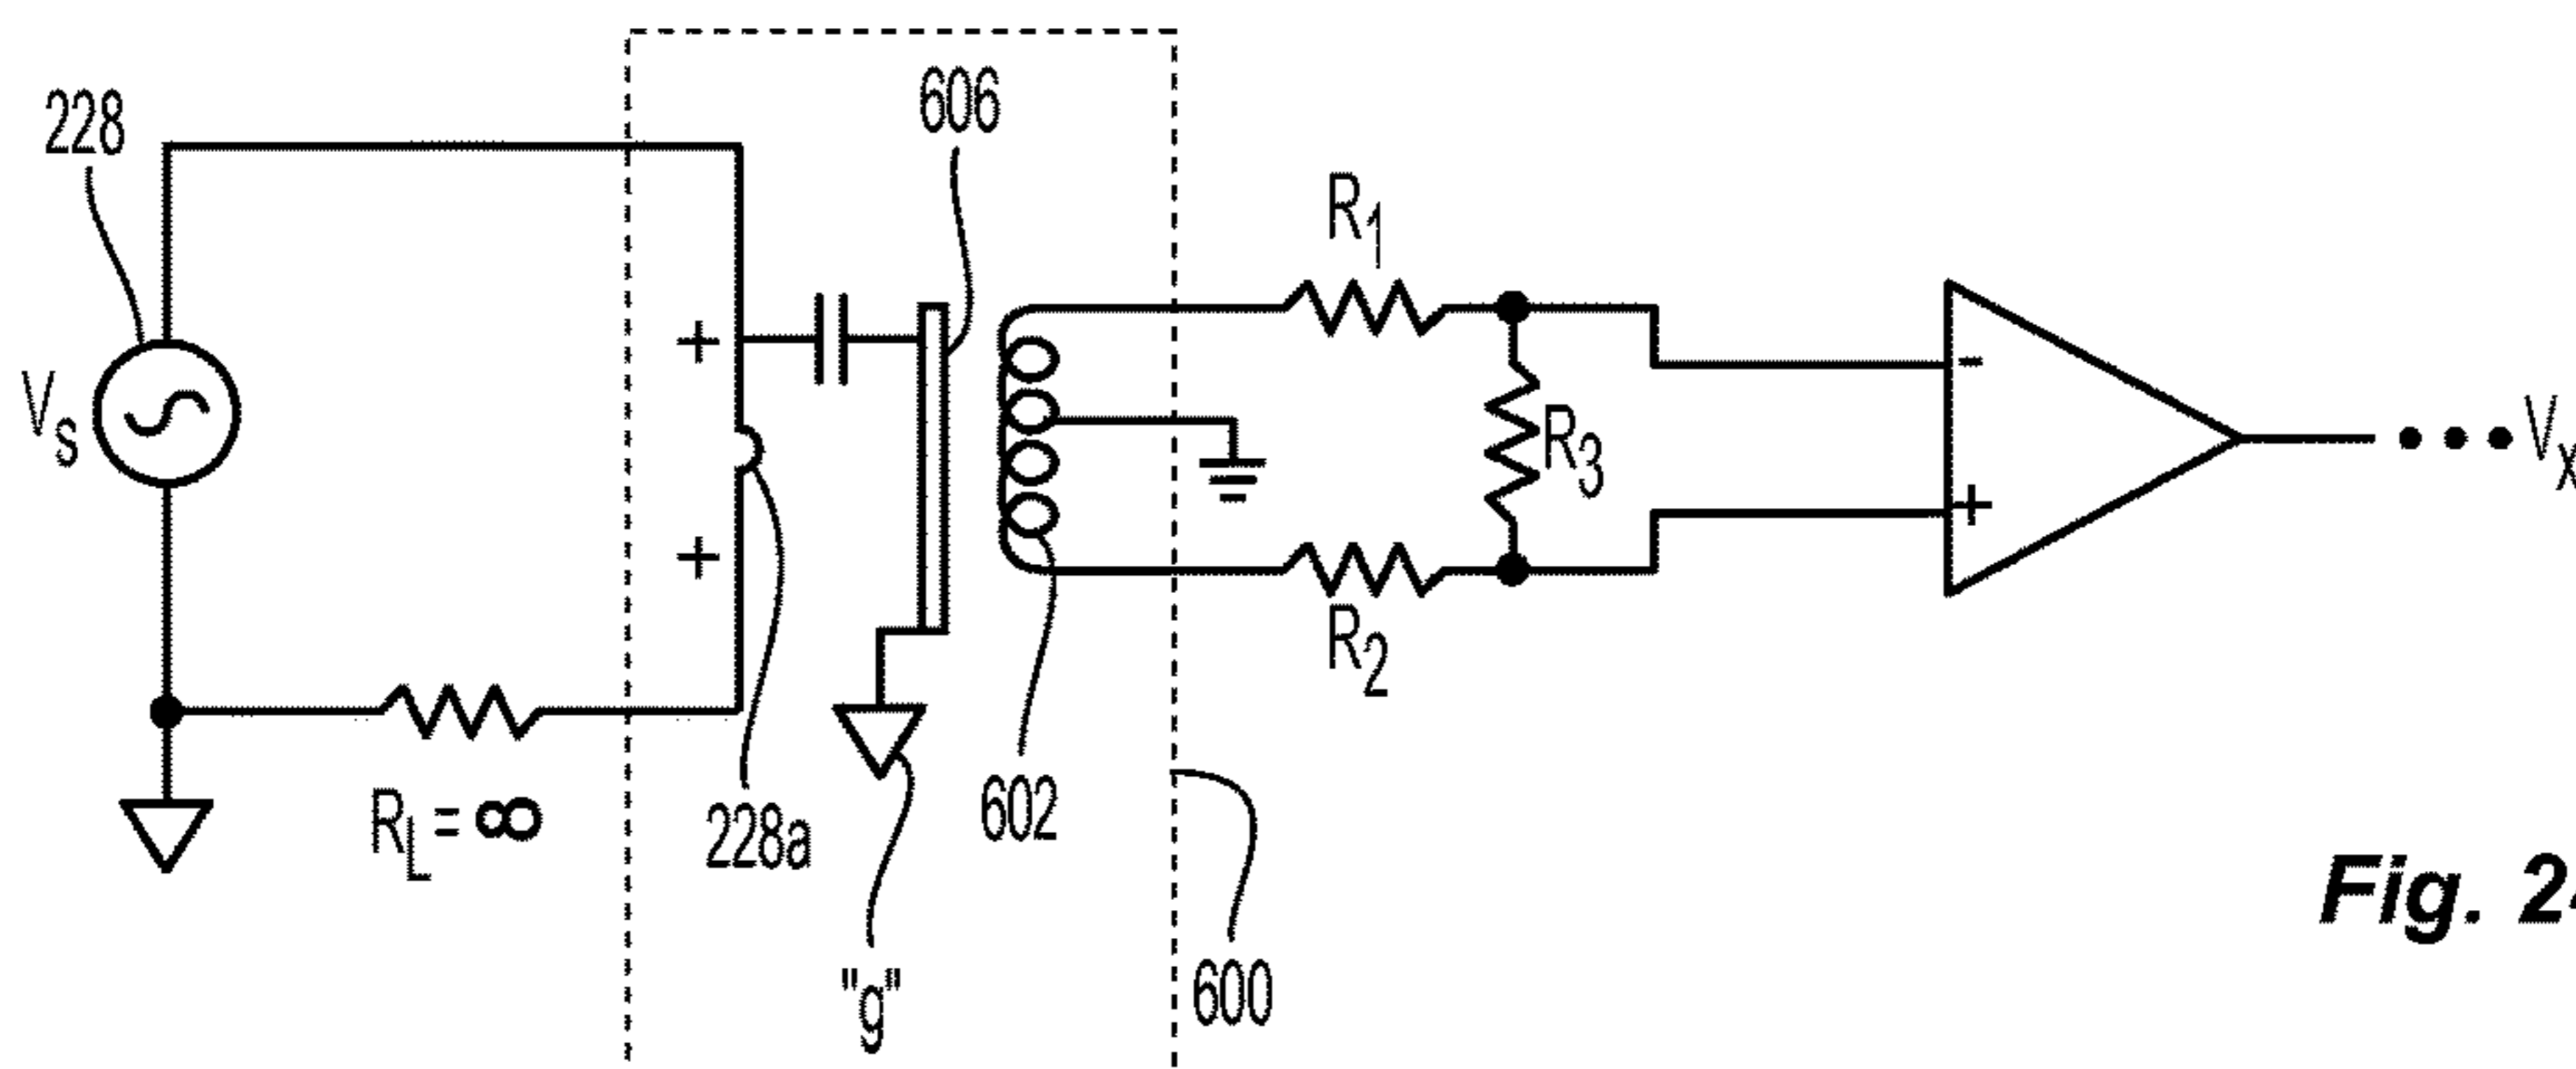 228
606
R1
Vs
+
-
R3
Vx
+
+
R2
RL = ∞
228a
602
"g"
600
Fig. 2